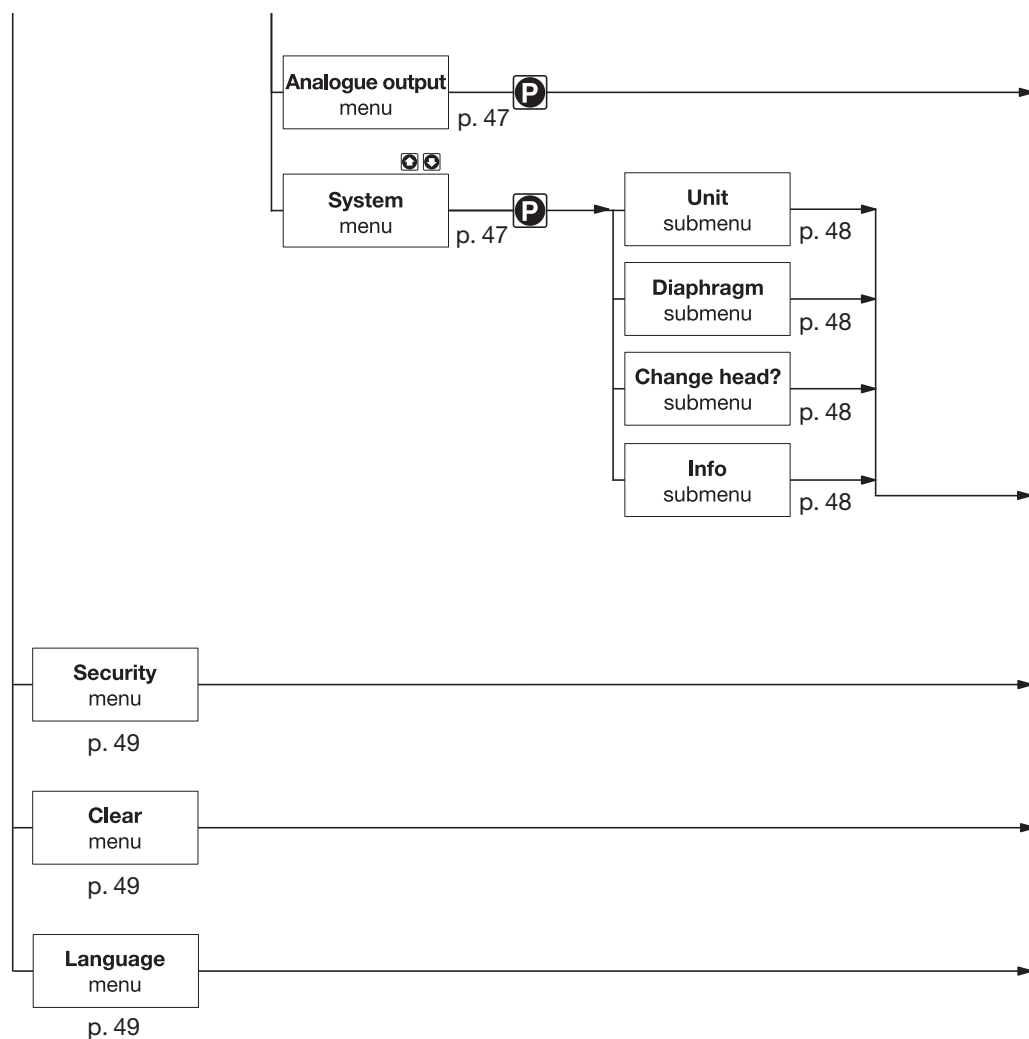 Analogue output
menu
p. 47
P
System
menu
p. 47
P
Unit
submenu
p. 48
Diaphragm
submenu
p. 48
Change head?
submenu
p. 48
Info
submenu
p. 48
Security
menu
p. 49
Clear
menu
p. 49
Language
menu
p. 49